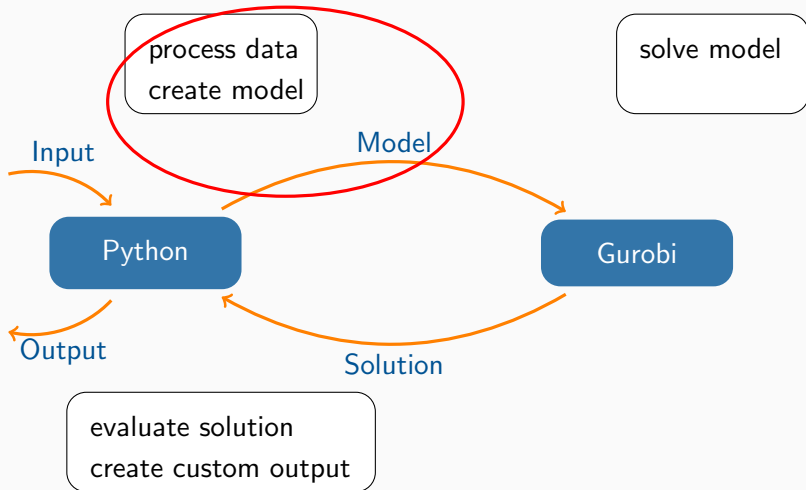 process data
create model
solve model
Input
Model
Python
Gurobi
Output
Solution
evaluate solution
create custom output